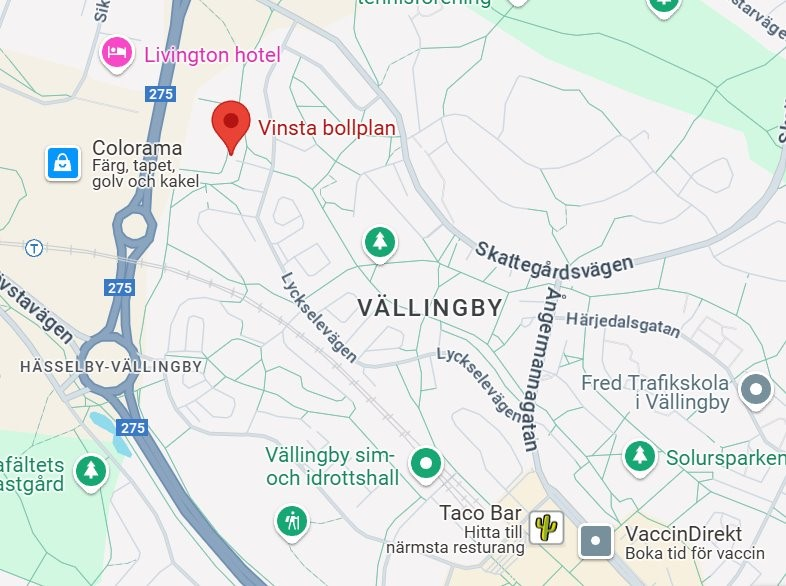 tennisförening
Livington hotel
275
Vinsta bollplan
Colorama
Färg, tapet,
golv och kakel
T
Skattegårdsvägen
275
Lyckselevägen
VÄLLINGBY
Ångermannagatan
Härjedalsgatan
HÄSSELBY-VÄLLINGBY
Lyckselevägen
Fred Trafikskola
i Vällingby
275
Vällingby sim-
och idrottshall
Solursparken
Taco Bar
Hitta till
närmsta resturang
VaccinDirekt
Boka tid för vaccin